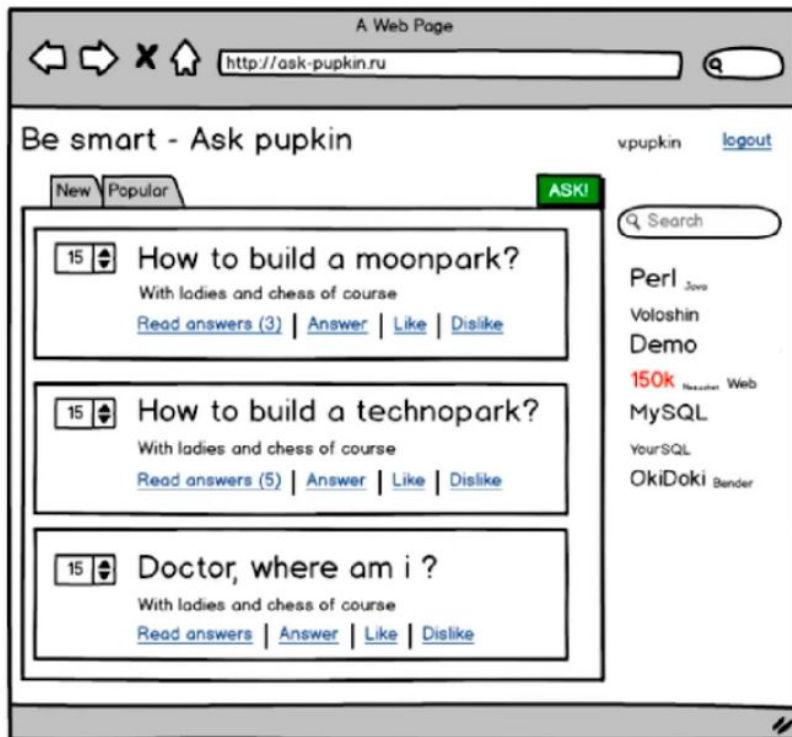 A Web Page
http://ask-pupkin.ru
Be smart - Ask pupkin
v.pupkin logout
New Popular ASK!
Search
15 How to build a moonpark?
With ladies and chess of course
Read answers (3) | Answer | Like | Dislike
15 How to build a technopark?
With ladies and chess of course
Read answers (5) | Answer | Like | Dislike
15 Doctor, where am i ?
With ladies and chess of course
Read answers | Answer | Like | Dislike
Perl Java
Voloshin
Demo
150k Web
MySQL
YourSQL
OkiDoki Bender